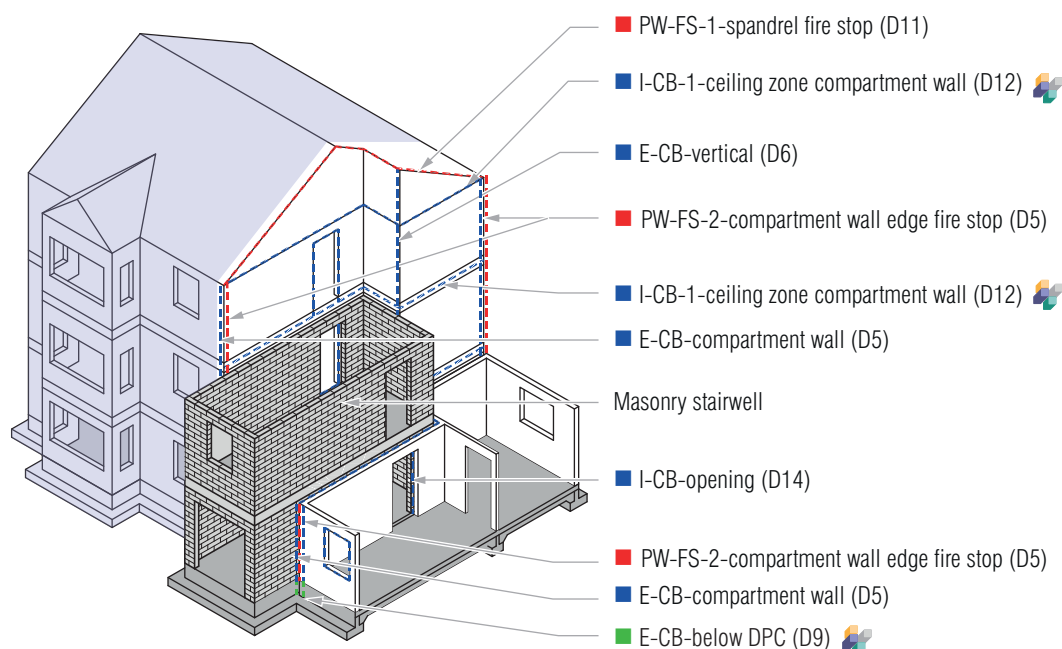 PW-FS-1-spandrel fire stop (D11)
I-CB-1-ceiling zone compartment wall (D12)
E-CB-vertical (D6)
PW-FS-2-compartment wall edge fire stop (D5)
I-CB-1-ceiling zone compartment wall (D12)
E-CB-compartment wall (D5)
Masonry stairwell
I-CB-opening (D14)
PW-FS-2-compartment wall edge fire stop (D5)
E-CB-compartment wall (D5)
E-CB-below DPC (D9)